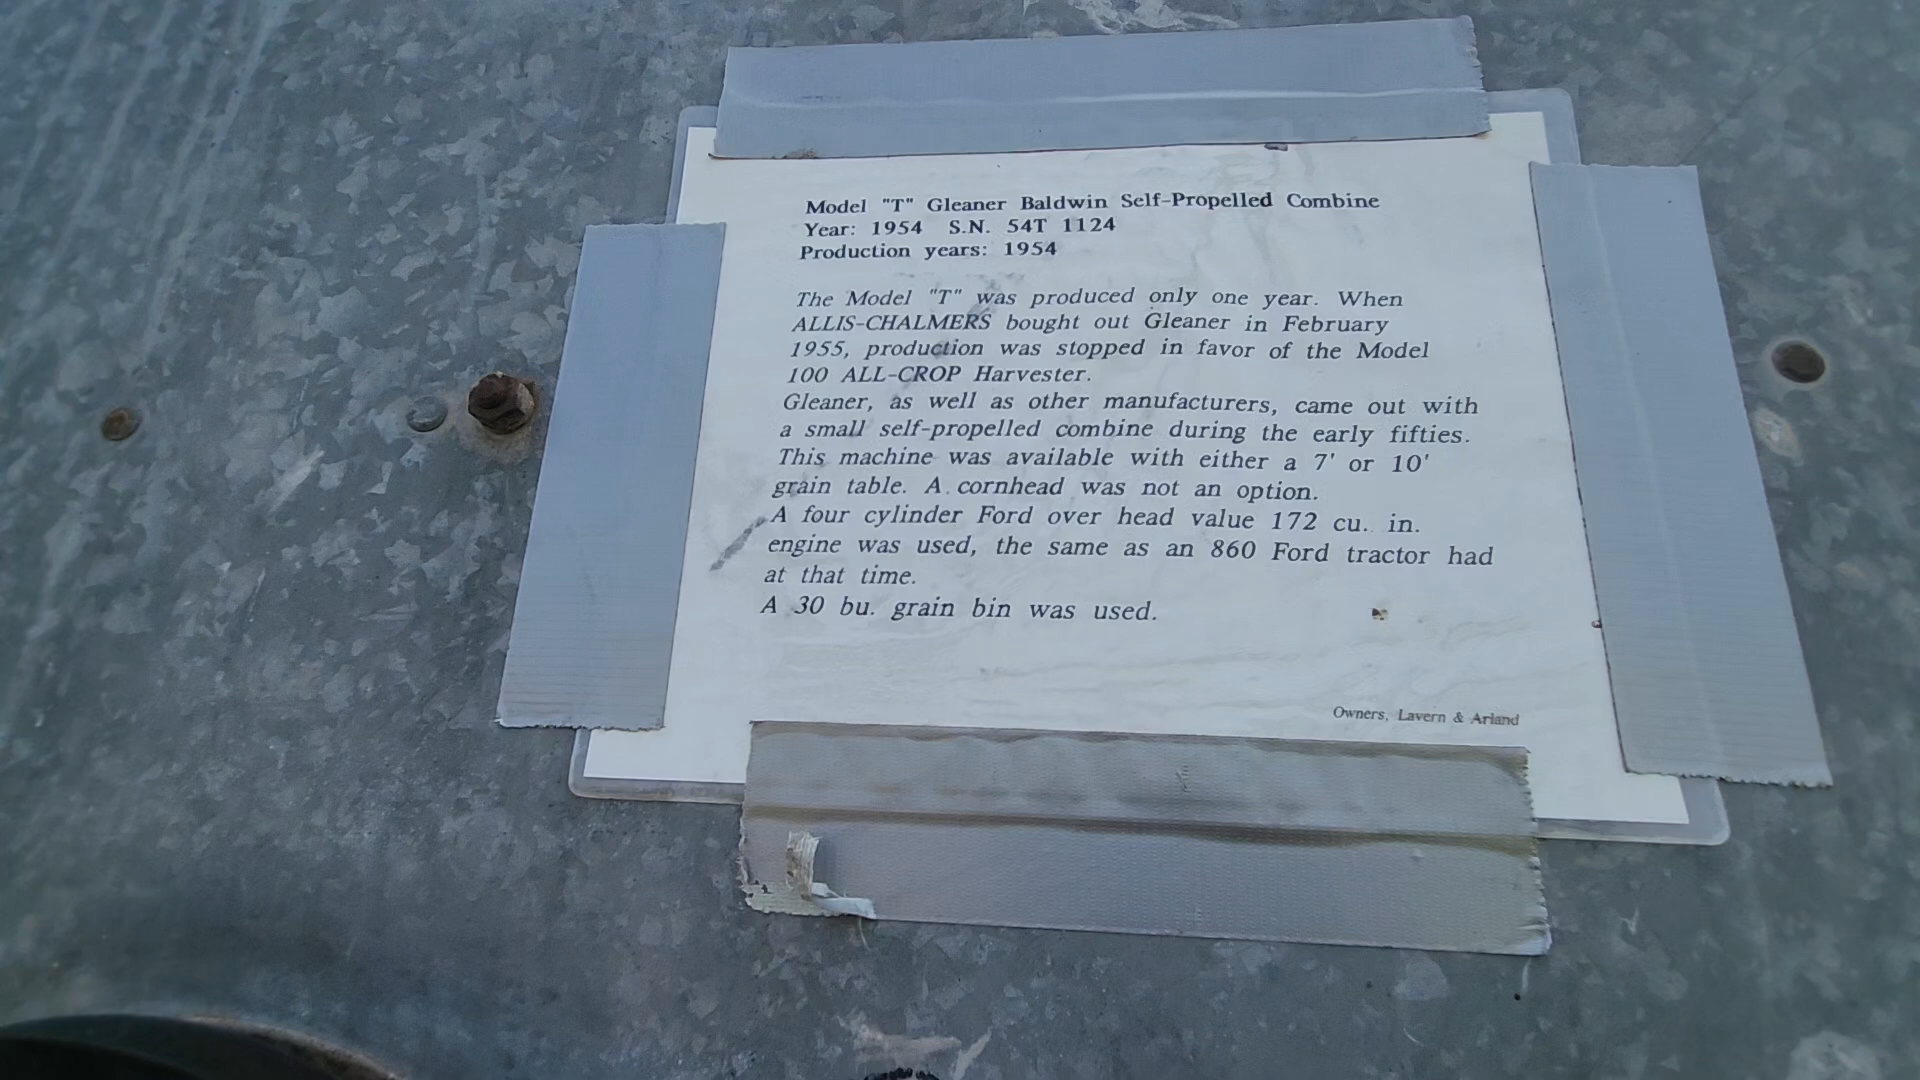 Model "T" Gleaner Baldwin Self-Propelled Combine
Year: 1954 S.N. 54T 1124
Production years: 1954
The Model "T" was produced only one year. When
ALLIS-CHALMERS bought out Gleaner in February
1955, production was stopped in favor of the Model
100 ALL-CROP Harvester.
Gleaner, as well as other manufacturers, came out with
a small self-propelled combine during the early fifties.
This machine was available with either a 7' or 10'
grain table. A cornhead was not an option.
A four cylinder Ford over head value 172 cu. in.
engine was used, the same as an 860 Ford tractor had
at that time.
A 30 bu. grain bin was used.
Owners, Lavern & Arland